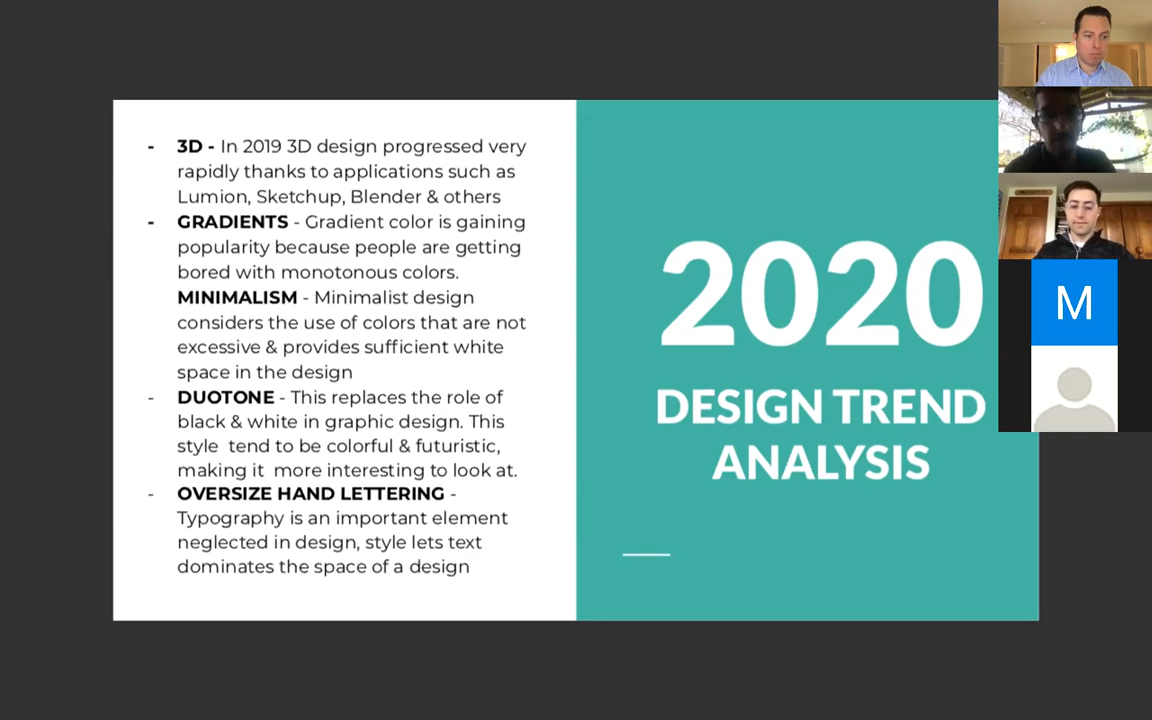 - 3D - In 2019 3D design progressed very
rapidly thanks to applications such as
Lumion, Sketchup, Blender & others
- GRADIENTS - Gradient color is gaining
popularity because people are getting
bored with monotonous colors.
MINIMALISM - Minimalist design
considers the use of colors that are not
excessive & provides sufficient white
space in the design
- DUOTONE - This replaces the role of
black & white in graphic design. This
style tend to be colorful & futuristic,
making it more interesting to look at.
- OVERSIZE HAND LETTERING -
Typography is an important element
neglected in design, style lets text
dominates the space of a design
2020
DESIGN TREND
ANALYSIS
M